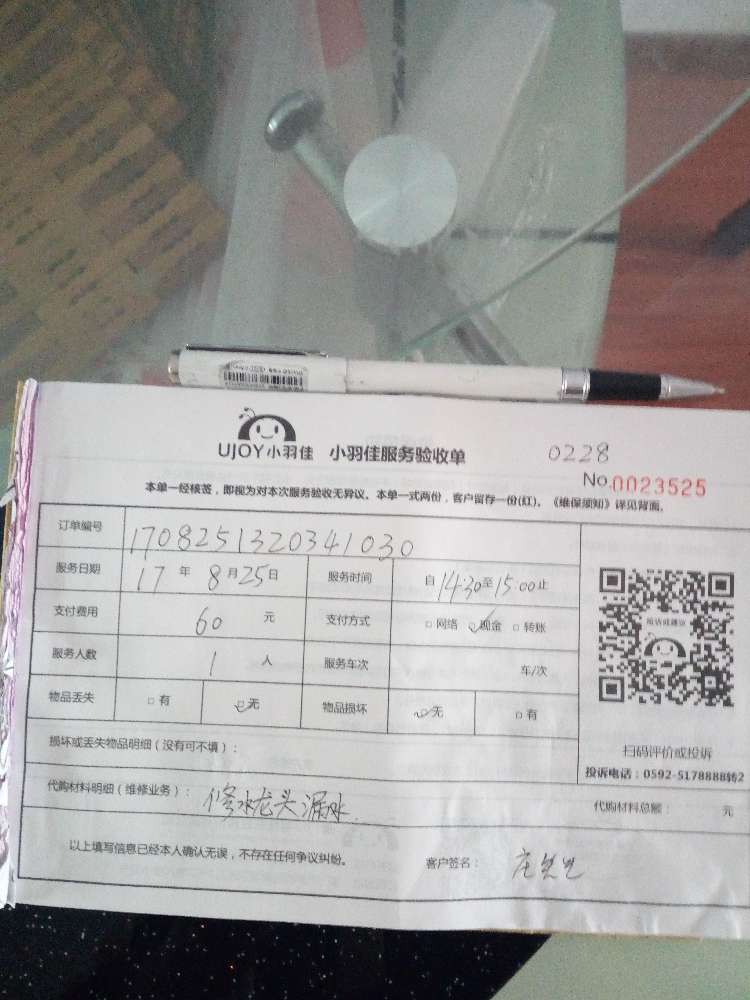 UJOY小羽佳 小羽佳服务验收单 0228
No.0023525
本单一经核签，即视为对本次服务验收无异议。本单一式两份，客户留存一份(红)。《维保须知》详见背面。
订单编号 1708251320341030
服务日期 17 年 8 月 25 日 服务时间 自 14:30 至 15:00 止
支付费用 60 元 支付方式 □网络 ☑现金 □转账
服务人数 1 人 服务车次 车/次
物品丢失 □有 ☑无 物品损坏 ☑无 □有
损坏或丢失物品明细（没有可不填）：
投诉或建议
扫码评价或投诉
投诉电话：0592-5178888转2
代购材料明细（维修业务）： 修水龙头漏水 代购材料总额： 元
以上填写信息已经本人确认无误，不存在任何争议纠纷。 客户签名： 庄先生